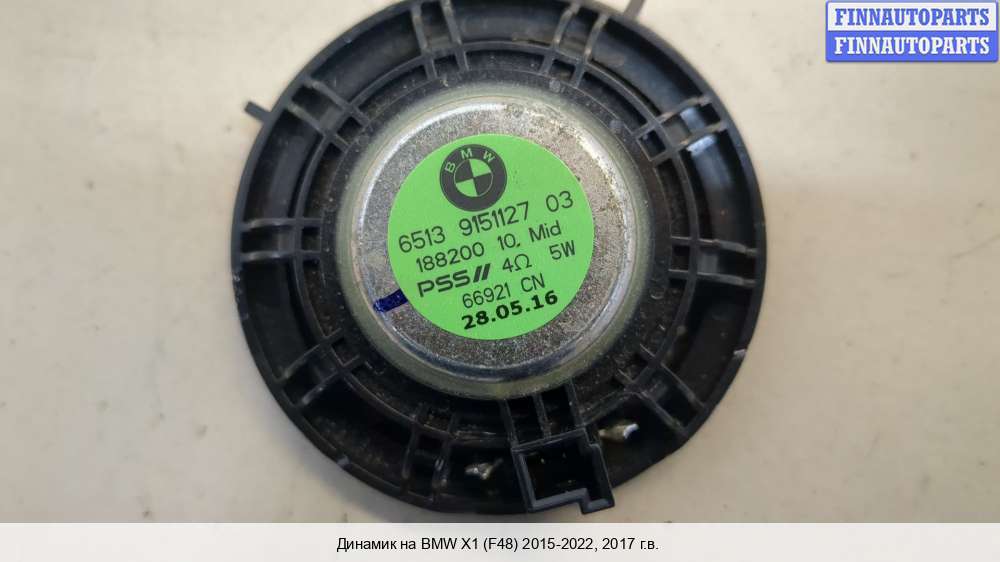 FINNAUTOPARTS
FINNAUTOPARTS
BMW
6513 9151127 03
188200 10. Mid
PSS// 4Ω 5W
66921 CN
28.05.16
Динамик на BMW X1 (F48) 2015-2022, 2017 г.в.